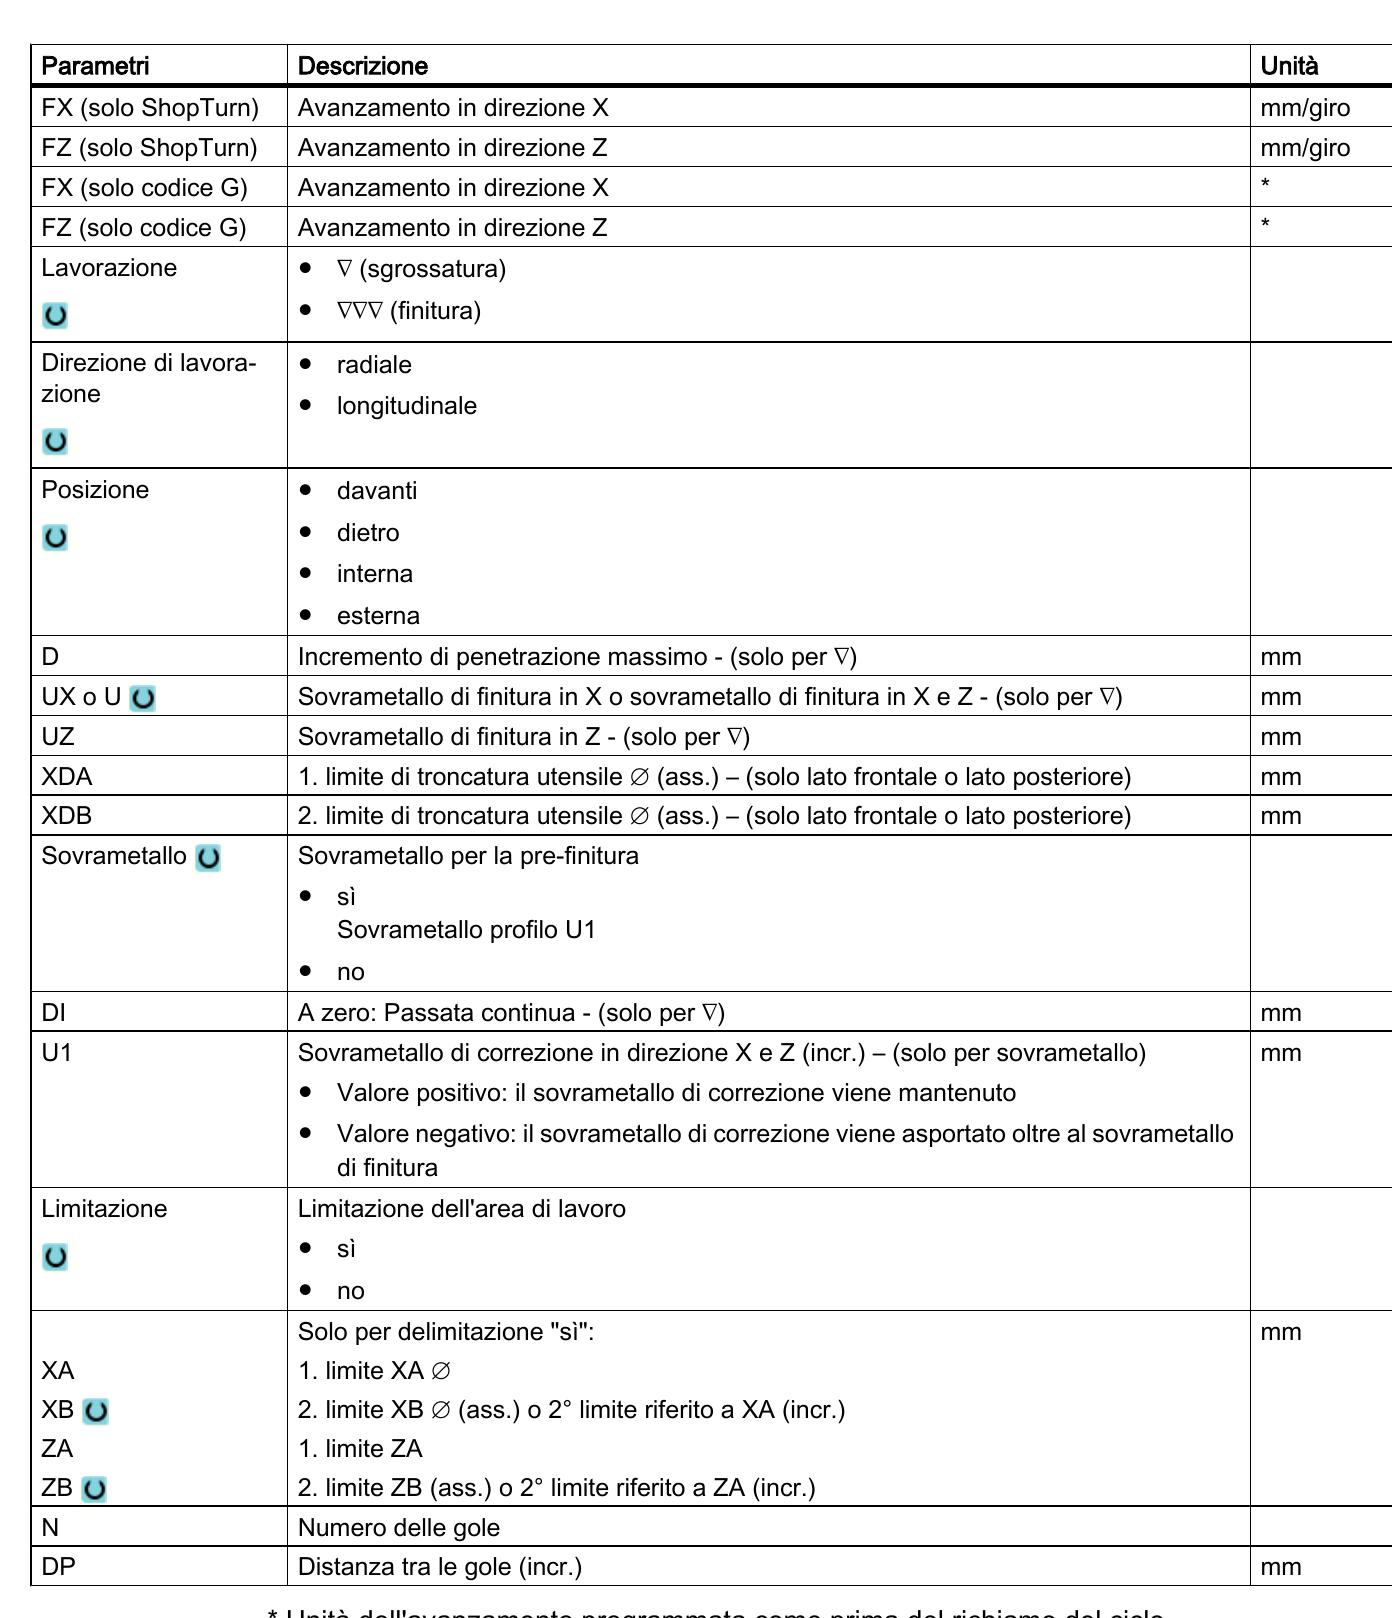 Parametri Descrizione Unità
FX (solo ShopTurn) Avanzamento in direzione X mm/giro
FZ (solo ShopTurn) Avanzamento in direzione Z mm/giro
FX (solo codice G) Avanzamento in direzione X *
FZ (solo codice G) Avanzamento in direzione Z *
Lavorazione
• ∇ (sgrossatura)
• ∇∇∇ (finitura)
Direzione di lavora-
zione
• radiale
• longitudinale
Posizione
• davanti
• dietro
• interna
• esterna
D Incremento di penetrazione massimo - (solo per ∇) mm
UX o U Sovrametallo di finitura in X o sovrametallo di finitura in X e Z - (solo per ∇) mm
UZ Sovrametallo di finitura in Z - (solo per ∇) mm
XDA 1. limite di troncatura utensile ∅ (ass.) – (solo lato frontale o lato posteriore) mm
XDB 2. limite di troncatura utensile ∅ (ass.) – (solo lato frontale o lato posteriore) mm
Sovrametallo Sovrametallo per la pre-finitura
• sì
Sovrametallo profilo U1
• no
DI A zero: Passata continua - (solo per ∇) mm
U1 Sovrametallo di correzione in direzione X e Z (incr.) – (solo per sovrametallo) mm
• Valore positivo: il sovrametallo di correzione viene mantenuto
• Valore negativo: il sovrametallo di correzione viene asportato oltre al sovrametallo
di finitura
Limitazione Limitazione dell'area di lavoro
• sì
• no
Solo per delimitazione "sì": mm
XA 1. limite XA ∅
XB 2. limite XB ∅ (ass.) o 2° limite riferito a XA (incr.)
ZA 1. limite ZA
ZB 2. limite ZB (ass.) o 2° limite riferito a ZA (incr.)
N Numero delle gole
DP Distanza tra le gole (incr.) mm
* Unità dell'avanzamento programmata come prima del richiamo del ciclo